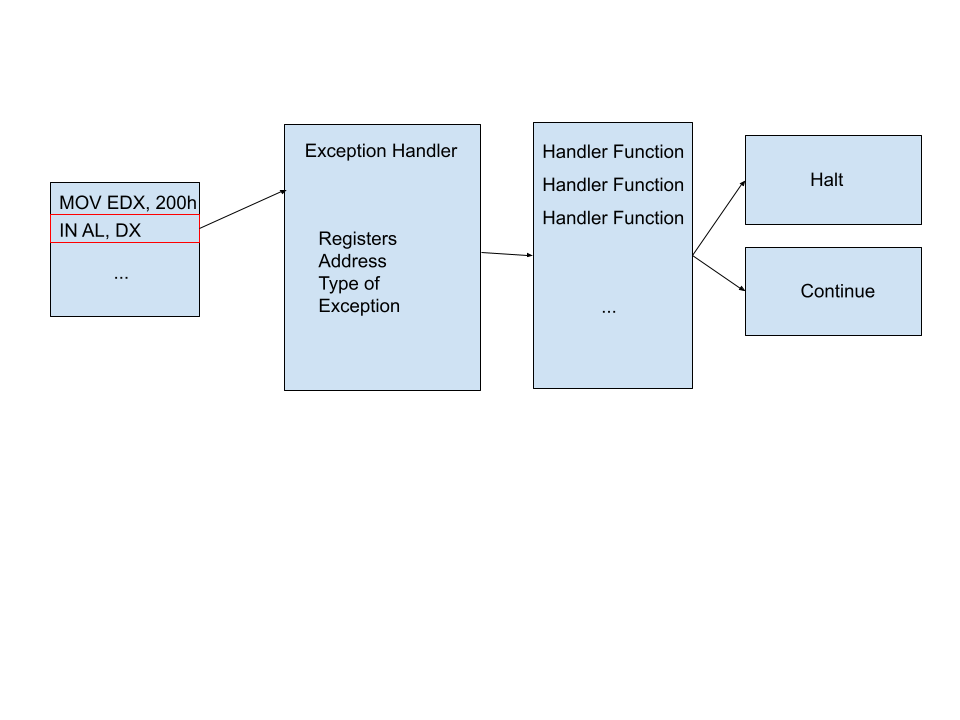 MOV EDX, 200h
IN AL, DX
...
Exception Handler
Registers
Address
Type of
Exception
Handler Function
Handler Function
Handler Function
...
Halt
Continue